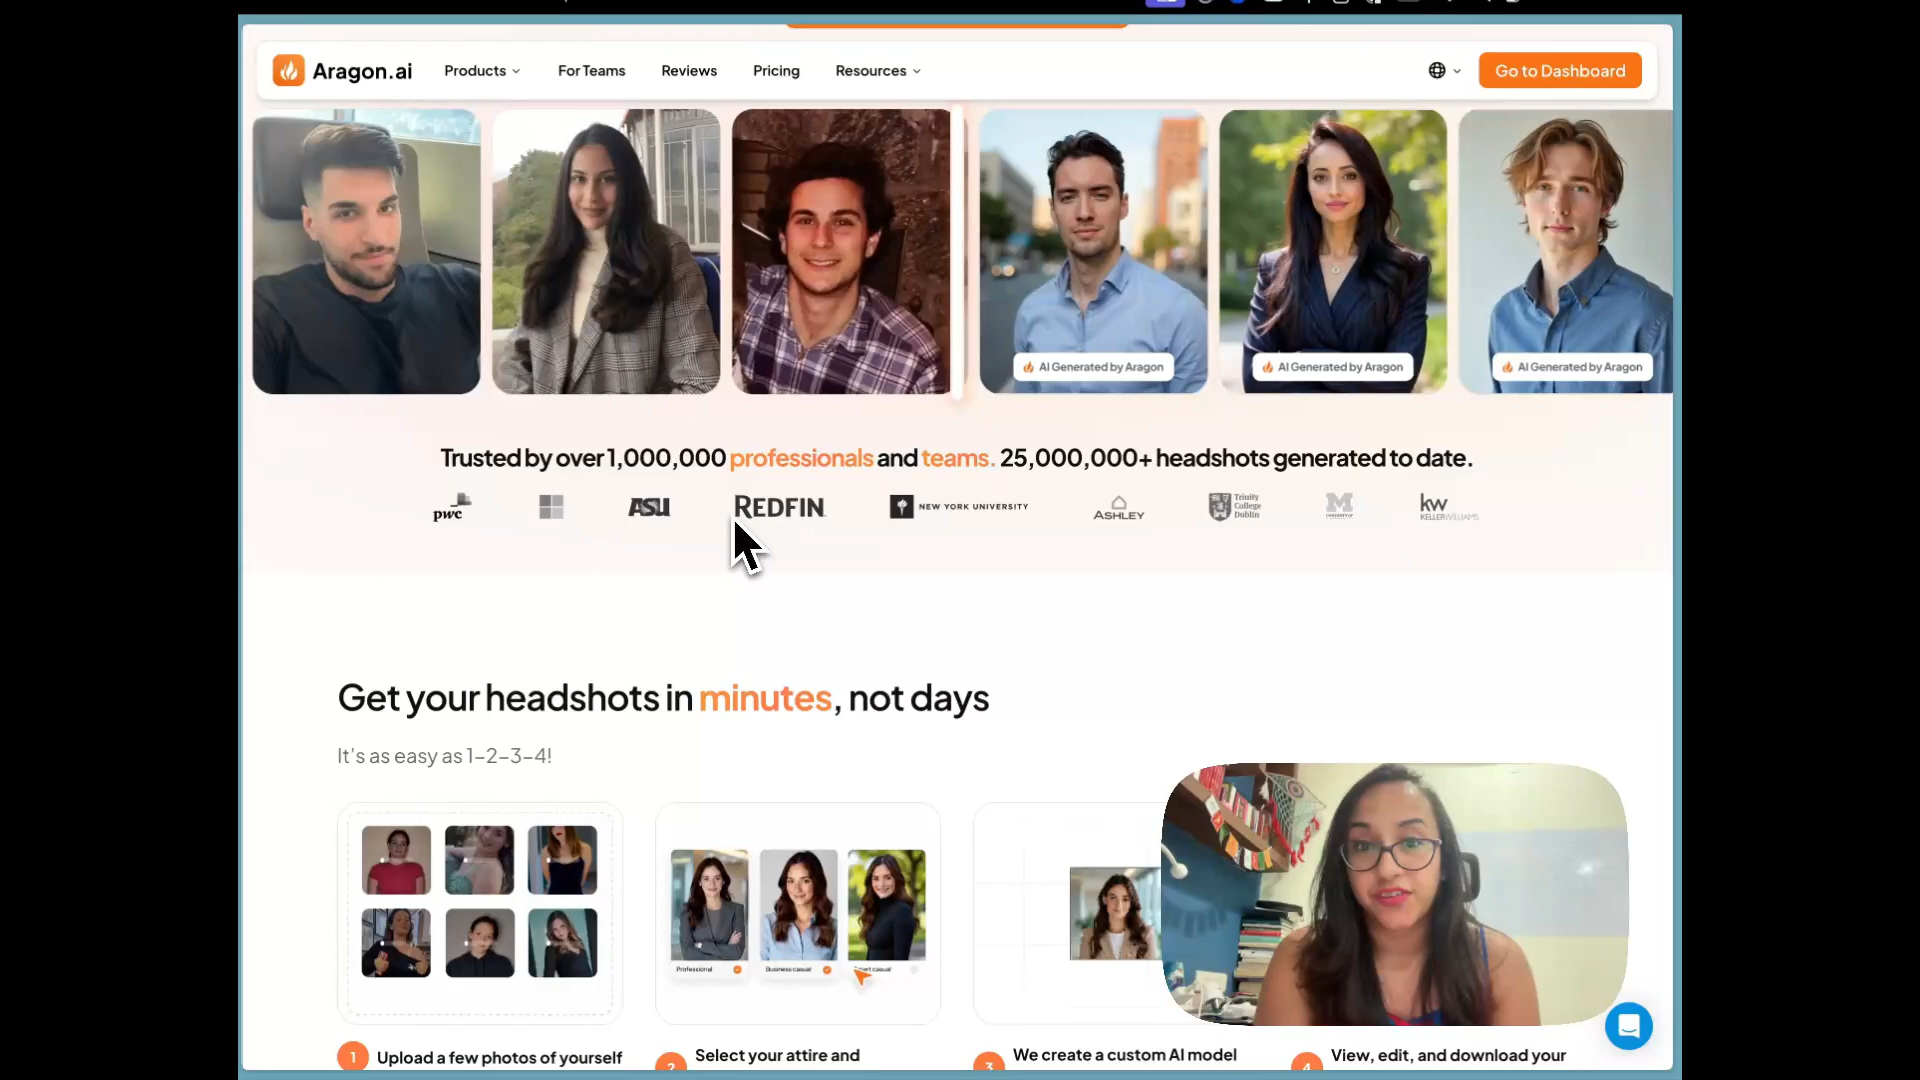 Aragon.ai Products For Teams Reviews Pricing Resources Go to Dashboard
AI Generated by Aragon AI Generated by Aragon AI Generated by Aragon
Trusted by over 1,000,000 professionals and teams. 25,000,000+ headshots generated to date.
pwc ASU REDFIN NEW YORK UNIVERSITY ASHLEY Trinity College Dublin M kw KELLERWILLIAMS
Get your headshots in minutes, not days
It's as easy as 1-2-3-4!
Professional Business casual casual
1 Upload a few photos of yourself
2 Select your attire and
3 We create a custom AI model
4 View, edit, and download your